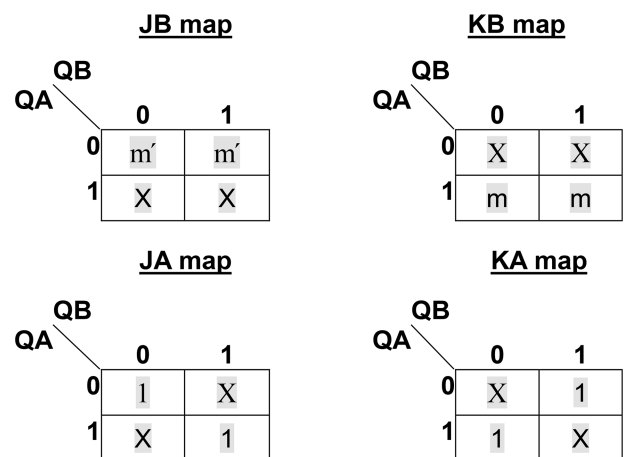 JB map KB map
QB QB
QA QA
0 1 0 1
0 m′ m′ 0 X X
1 X X 1 m m
JA map KA map
QB QB
QA QA
0 1 0 1
0 1 X 0 X 1
1 X 1 1 1 X